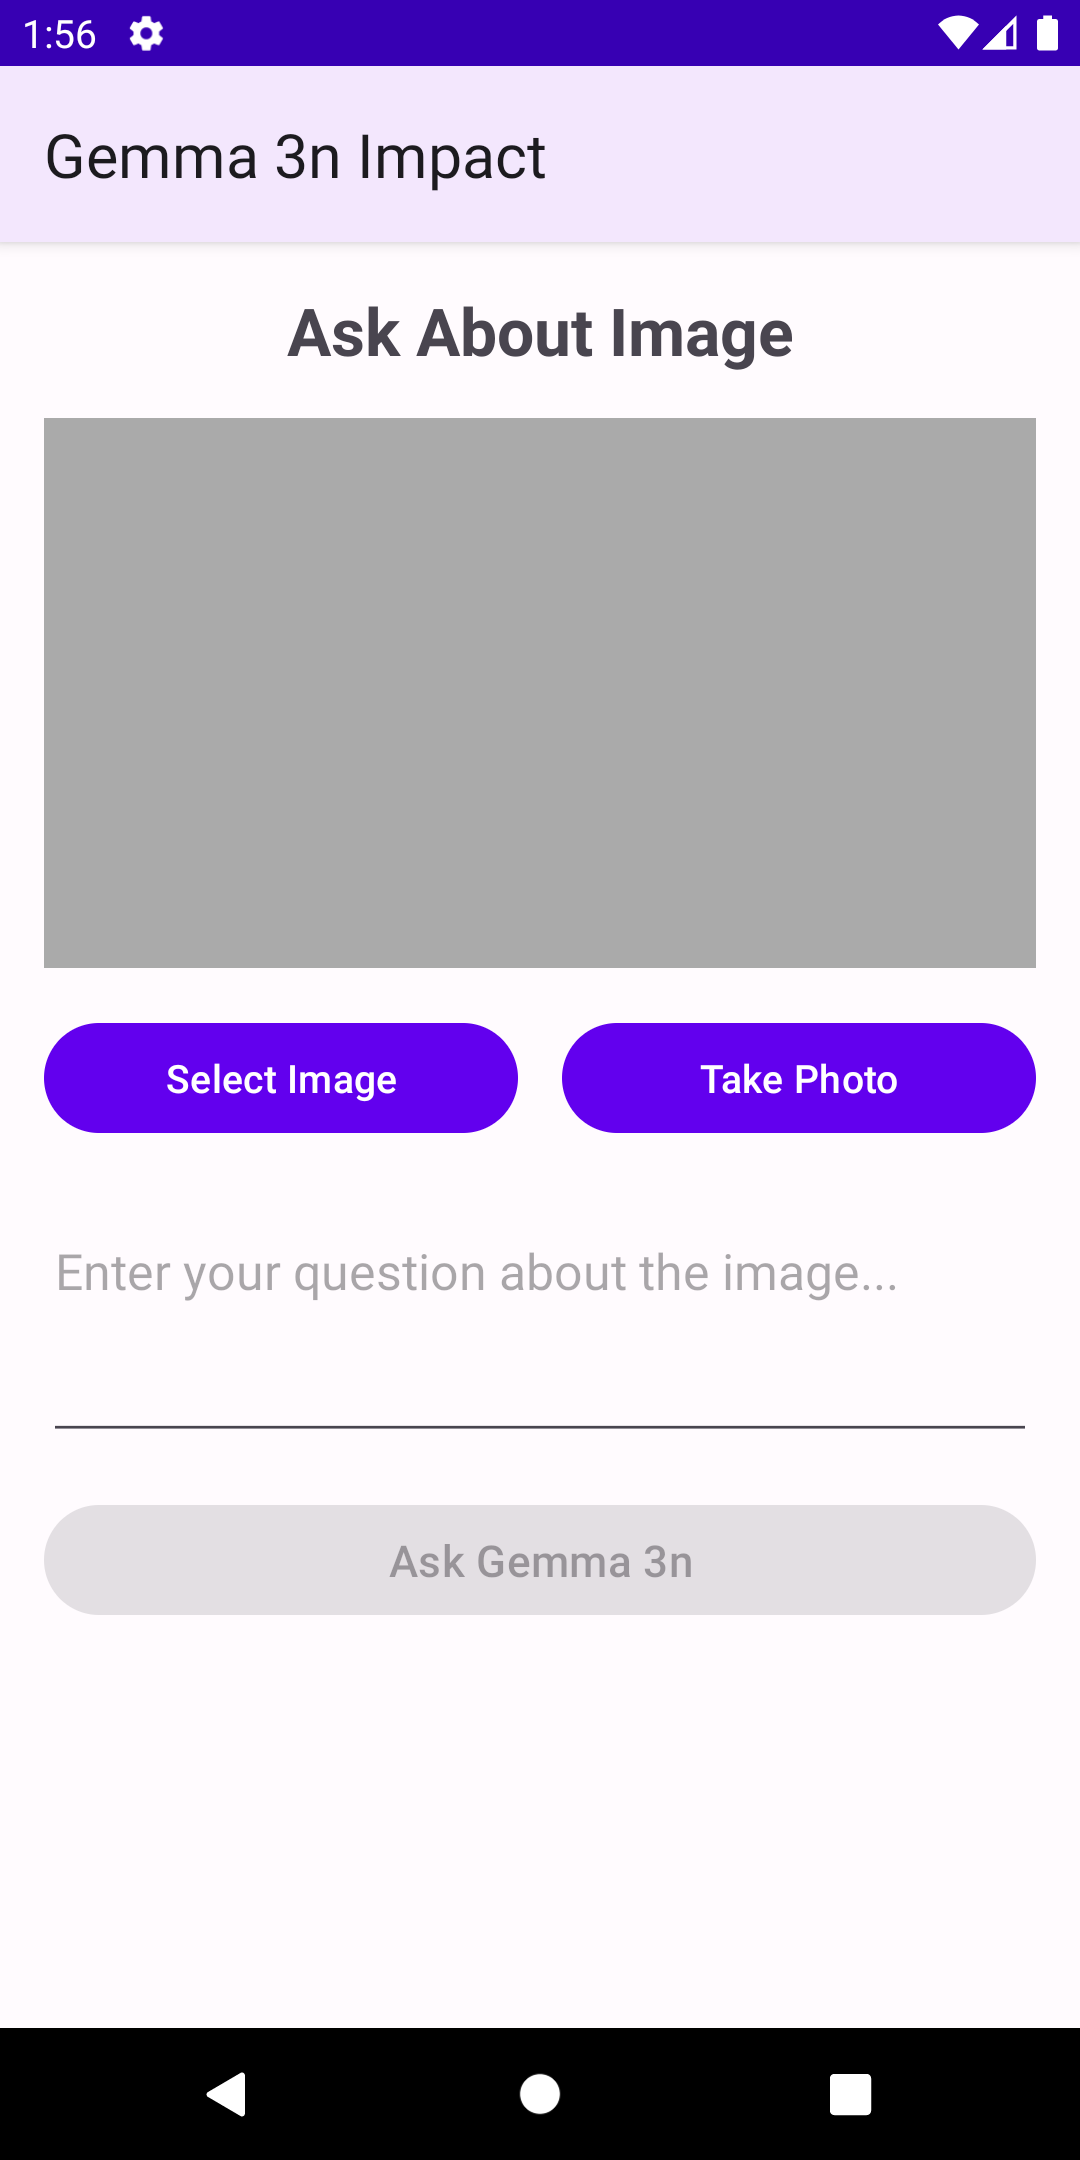 1:56
Gemma 3n Impact
Ask About Image
Select Image
Take Photo
Enter your question about the image...
Ask Gemma 3n